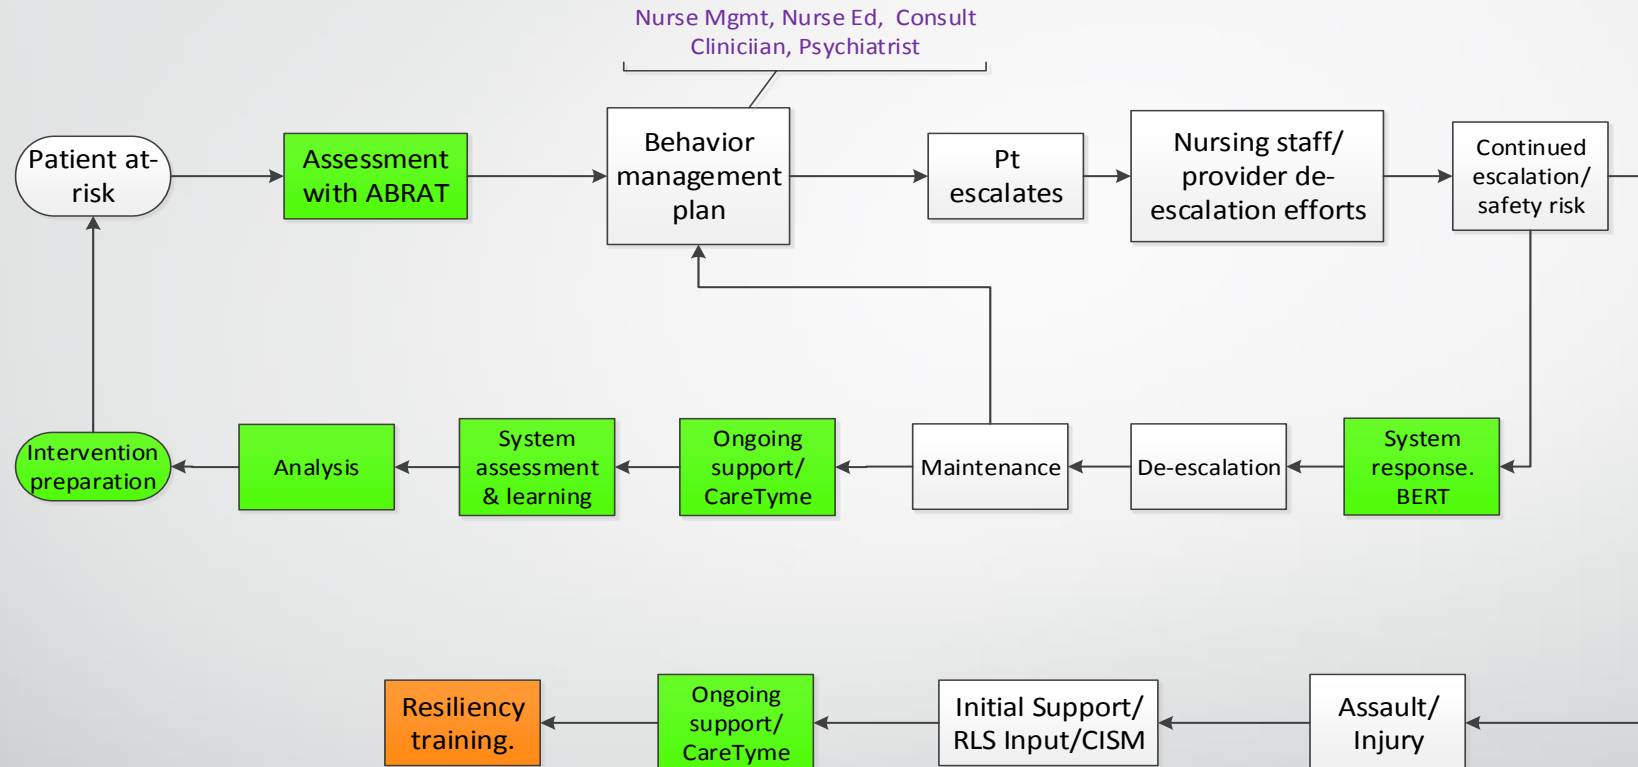 Nurse Mgmt, Nurse Ed,  Consult
Cliniciian, Psychiatrist
Patient at-
risk
Assessment
with ABRAT
Behavior
management
plan
Pt
escalates
Nursing staff/
provider de-
escalation efforts
Continued
escalation/
safety risk
Intervention
preparation
Analysis
System
assessment
& learning
Ongoing
support/
CareTyme
Maintenance
De-escalation
System
response.
BERT
Resiliency
training.
Ongoing
support/
CareTyme
Initial Support/
RLS Input/CISM
Assault/
Injury